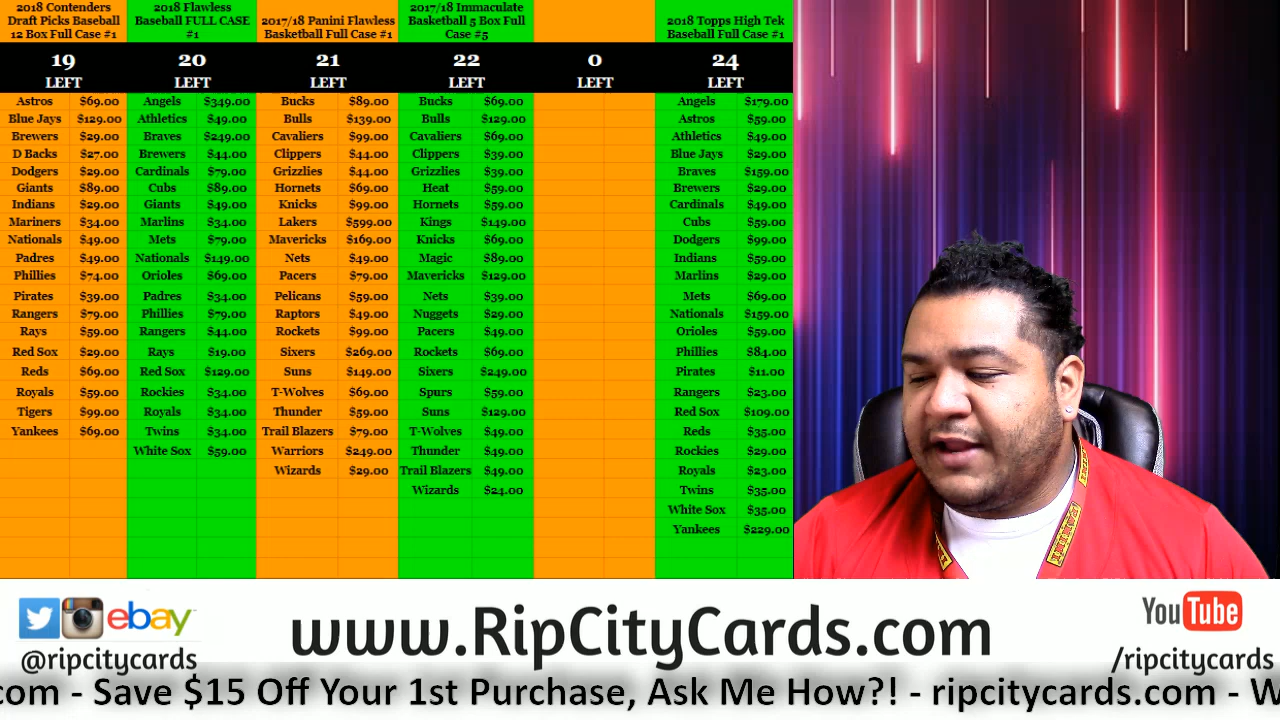 2018 Contenders
Draft Picks Baseball
12 Box Full Case #1
19
LEFT
Astros $69.00
Blue Jays $129.00
Brewers $29.00
D Backs $27.00
Dodgers $29.00
Giants $89.00
Indians $29.00
Mariners $34.00
Nationals $49.00
Padres $49.00
Phillies $74.00
Pirates $39.00
Rangers $79.00
Rays $59.00
Red Sox $29.00
Reds $69.00
Royals $59.00
Tigers $99.00
Yankees $69.00
2018 Flawless
Baseball FULL CASE
#1
20
LEFT
Angels $349.00
Athletics $49.00
Braves $249.00
Brewers $44.00
Cardinals $79.00
Cubs $89.00
Giants $49.00
Marlins $34.00
Mets $79.00
Nationals $149.00
Orioles $69.00
Padres $34.00
Phillies $79.00
Rangers $44.00
Rays $19.00
Red Sox $129.00
Rockies $34.00
Royals $34.00
Twins $34.00
White Sox $59.00
2017/18 Panini Flawless
Basketball Full Case #1
21
LEFT
Bucks $89.00
Bulls $139.00
Cavaliers $99.00
Clippers $44.00
Grizzlies $44.00
Hornets $69.00
Knicks $99.00
Lakers $599.00
Mavericks $169.00
Nets $49.00
Pacers $79.00
Pelicans $59.00
Raptors $49.00
Rockets $99.00
Sixers $269.00
Suns $149.00
T-Wolves $69.00
Thunder $59.00
Trail Blazers $79.00
Warriors $249.00
Wizards $29.00
2017/18 Immaculate
Basketball 5 Box Full
Case #5
22
LEFT
Bucks $69.00
Bulls $129.00
Cavaliers $69.00
Clippers $39.00
Grizzlies $39.00
Heat $59.00
Hornets $59.00
Kings $149.00
Knicks $69.00
Magic $89.00
Mavericks $129.00
Nets $39.00
Nuggets $29.00
Pacers $49.00
Rockets $69.00
Sixers $249.00
Spurs $59.00
Suns $129.00
T-Wolves $49.00
Thunder $49.00
Trail Blazers $49.00
Wizards $24.00
0
LEFT
2018 Topps High Tek
Baseball Full Case #1
24
LEFT
Angels $179.00
Astros $59.00
Athletics $49.00
Blue Jays $29.00
Braves $159.00
Brewers $29.00
Cardinals $49.00
Cubs $59.00
Dodgers $99.00
Indians $59.00
Marlins $29.00
Mets $69.00
Nationals $159.00
Orioles $59.00
Phillies $84.00
Pirates $11.00
Rangers $23.00
Red Sox $109.00
Reds $35.00
Rockies $29.00
Royals $23.00
Twins $35.00
White Sox $35.00
Yankees $229.00
ebay
@ripcitycards
www.RipCityCards.com
You Tube
/ripcitycards
.com - Save $15 Off Your 1st Purchase, Ask Me How?! - ripcitycards.com - W